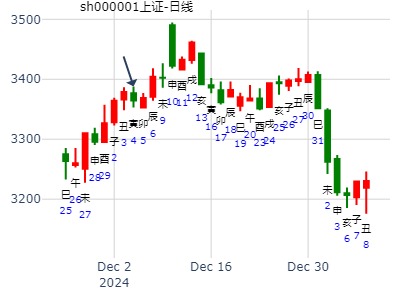 sh000001上证-日线
3500
3400
3300
3200
巳
25
午
26
未
27
申
28
酉
29
子
2
丑
3
寅
4
卯
5
辰
6
未
9
申
10
酉
11
戌
12
亥
13
子
16
卯
17
辰
18
巳
19
午
20
酉
23
戌
24
亥
25
子
26
丑
27
辰
30
巳
31
未
2
申
3
亥
6
子
7
丑
8
Dec 2
2024
Dec 16
Dec 30